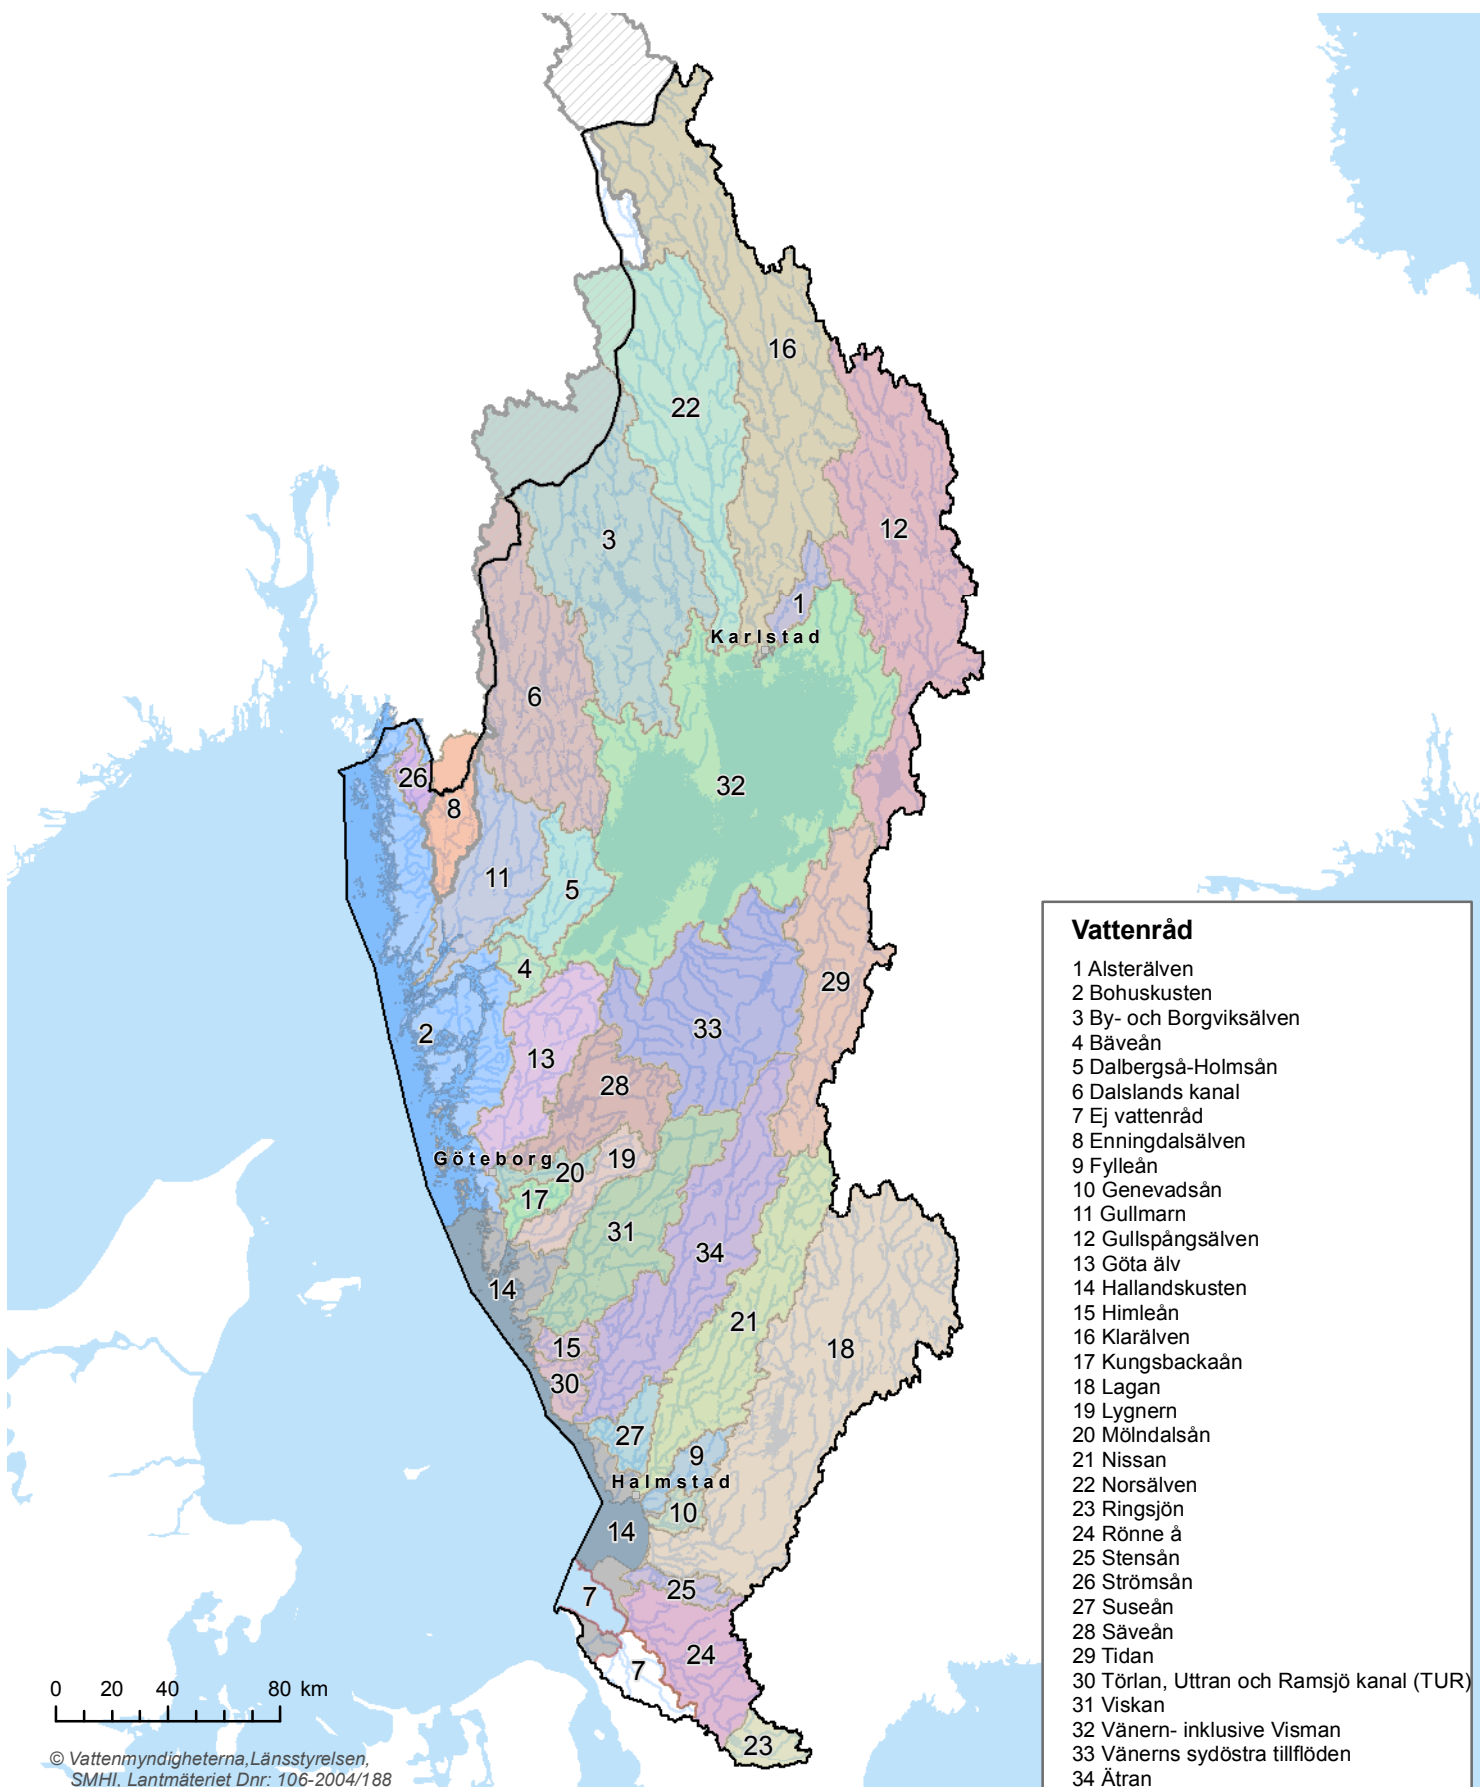 16
22
12
3
1
Karlstad
6
26
32
8
11
5
4
29
2
33
13
28
Göteborg
19
20
17
31
34
14
21
15
18
30
27
9
Halmstad
10
14
25
7
24
7
23
Vattenråd
1 Alsterälven
2 Bohuskusten
3 By- och Borgviksälven
4 Bäveån
5 Dalbergså-Holmsån
6 Dalslands kanal
7 Ej vattenråd
8 Enningdalsälven
9 Fylleån
10 Genevadsån
11 Gullmarn
12 Gullspångsälven
13 Göta älv
14 Hallandskusten
15 Himleån
16 Klarälven
17 Kungsbackaån
18 Lagan
19 Lygnern
20 Mölndalsån
21 Nissan
22 Norsälven
23 Ringsjön
24 Rönne å
25 Stensån
26 Strömsån
27 Suseån
28 Säveån
29 Tidan
30 Törlan, Uttran och Ramsjö kanal (TUR)
31 Viskan
32 Vänern- inklusive Visman
33 Vänerns sydöstra tillflöden
34 Ätran
0 20 40 80 km
© Vattenmyndigheterna,Länsstyrelsen,
SMHI, Lantmäteriet Dnr: 106-2004/188